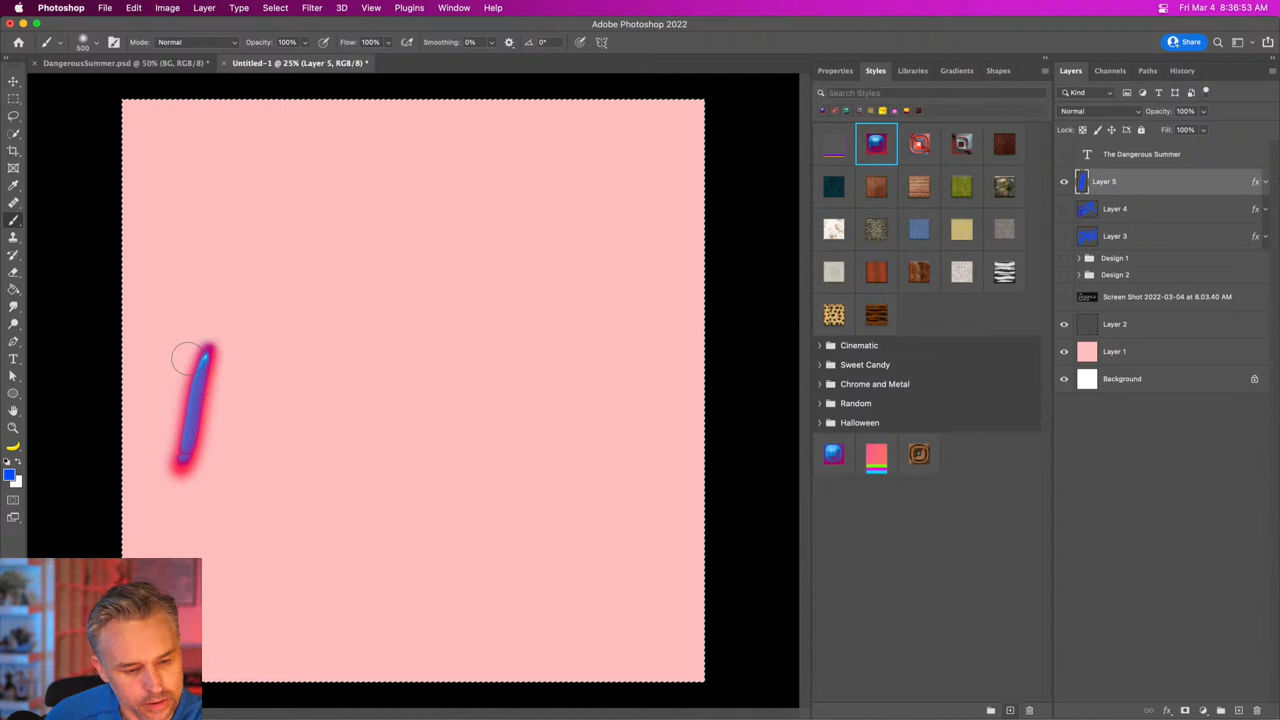 Photoshop File Edit Image Layer Type Select Filter 3D View Plugins Window Help Fri Mar 4 8:36:53 AM
Adobe Photoshop 2022
500 Mode: Normal Opacity: 100% Flow: 100% Smoothing: 0% 0° Share
DangerousSummer.psd @ 50% (BG, RGB/8) * Untitled-1 @ 25% (Layer 5, RGB/8) *
Properties Styles Libraries Gradients Shapes
Search Styles
Cinematic
Sweet Candy
Chrome and Metal
Random
Halloween
Layers Channels Paths History
Kind
Normal Opacity: 100%
Lock: Fill: 100%
The Dangerous Summer
Layer 5 fx
Layer 4 fx
Layer 3 fx
Design 1
Design 2
Screen Shot 2022-03-04 at 8.03.40 AM
Layer 2
Layer 1
Background
fx